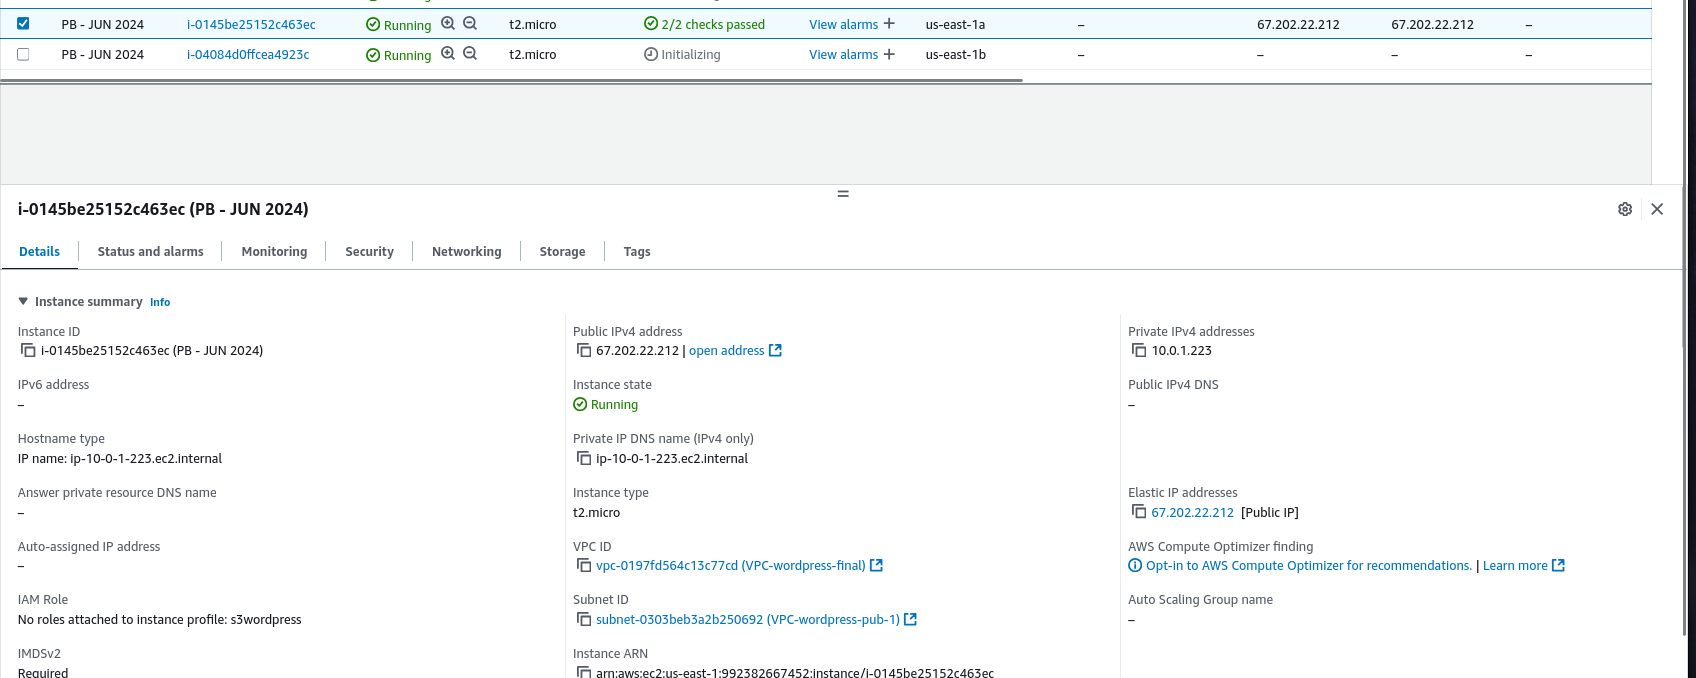 PB - JUN 2024 i-0145be25152c463ec Running t2.micro 2/2 checks passed View alarms + us-east-1a – 67.202.22.212 67.202.22.212 –
PB - JUN 2024 i-04084d0ffcea4923c Running t2.micro Initializing View alarms + us-east-1b – – – –
i-0145be25152c463ec (PB - JUN 2024)
Details Status and alarms Monitoring Security Networking Storage Tags
Instance summary Info
Instance ID
i-0145be25152c463ec (PB - JUN 2024)
Public IPv4 address
67.202.22.212 | open address
Private IPv4 addresses
10.0.1.223
IPv6 address
–
Instance state
Running
Public IPv4 DNS
–
Hostname type
IP name: ip-10-0-1-223.ec2.internal
Private IP DNS name (IPv4 only)
ip-10-0-1-223.ec2.internal
Answer private resource DNS name
–
Instance type
t2.micro
Elastic IP addresses
67.202.22.212 [Public IP]
Auto-assigned IP address
–
VPC ID
vpc-0197fd564c13c77cd (VPC-wordpress-final)
AWS Compute Optimizer finding
Opt-in to AWS Compute Optimizer for recommendations. | Learn more
IAM Role
No roles attached to instance profile: s3wordpress
Subnet ID
subnet-0303beb3a2b250692 (VPC-wordpress-pub-1)
Auto Scaling Group name
–
IMDSv2
Required
Instance ARN
arn:aws:ec2:us-east-1:992382667452:instance/i-0145be25152c463ec